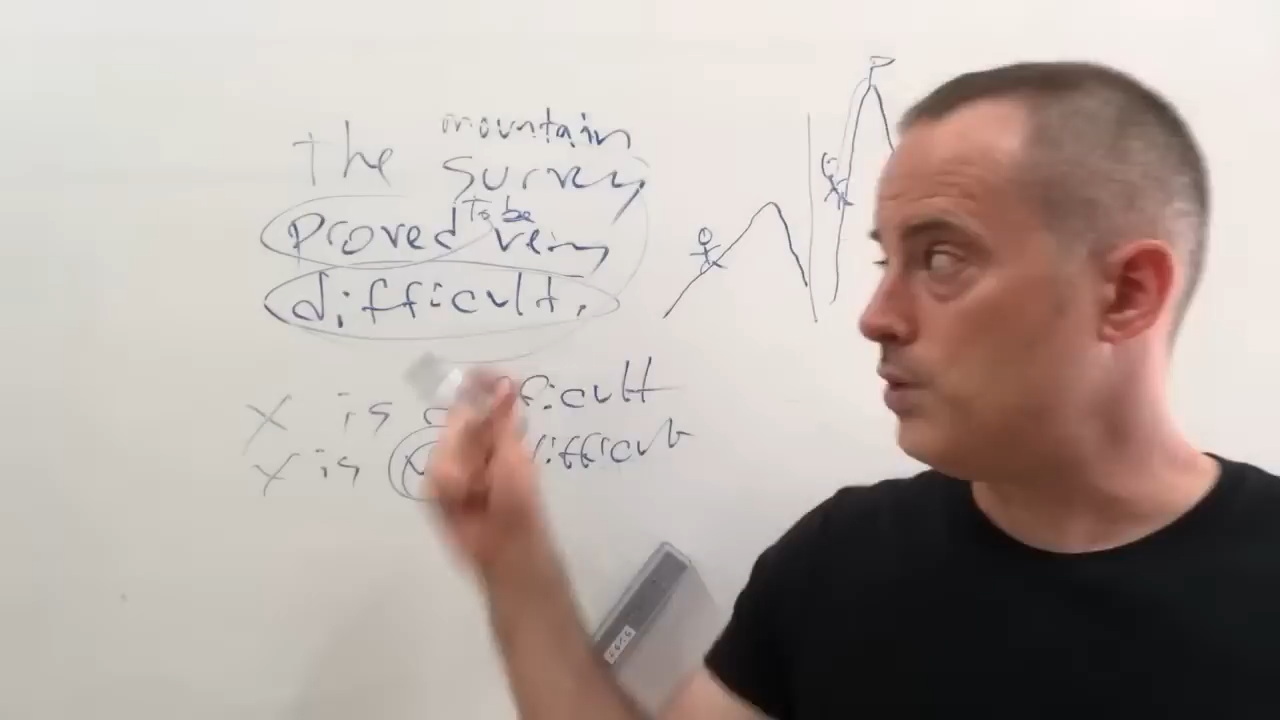 mountain
The survey
to be
proved very
difficult.
X is difficult
Y is difficult